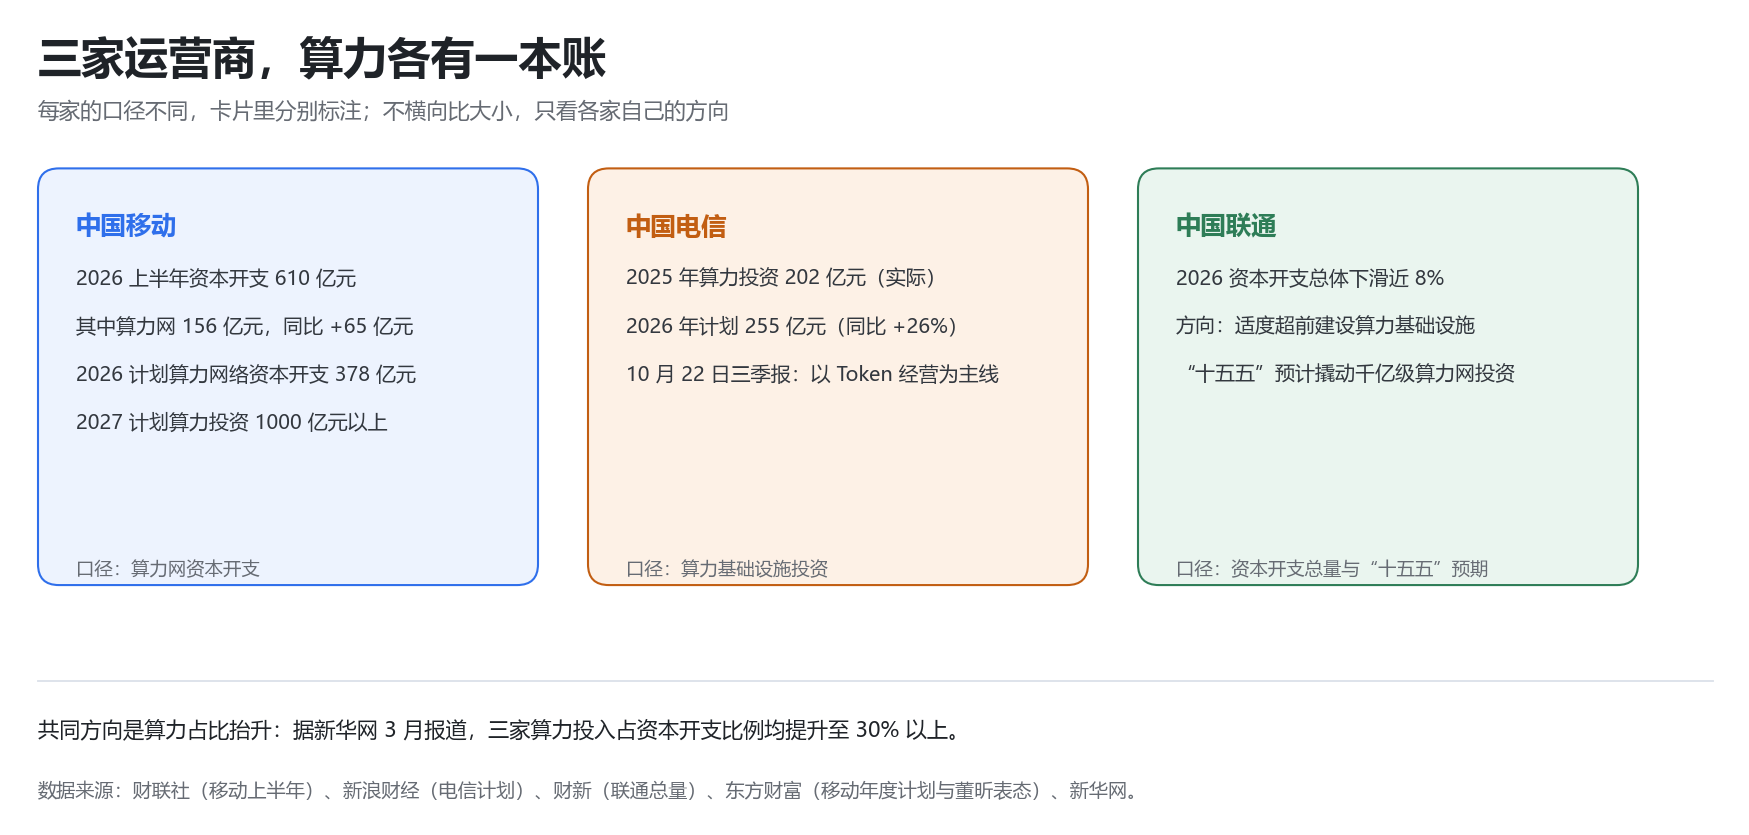 三家运营商，算力各有一本账
每家的口径不同，卡片里分别标注；不横向比大小，只看各家自己的方向
中国移动
2026 上半年资本开支 610 亿元
其中算力网 156 亿元，同比 +65 亿元
2026 计划算力网络资本开支 378 亿元
2027 计划算力投资 1000 亿元以上
口径：算力网资本开支
中国电信
2025 年算力投资 202 亿元（实际）
2026 年计划 255 亿元（同比 +26%）
10 月 22 日三季报：以 Token 经营为主线
口径：算力基础设施投资
中国联通
2026 资本开支总体下滑近 8%
方向：适度超前建设算力基础设施
“十五五”预计撬动千亿级算力网投资
口径：资本开支总量与“十五五”预期
共同方向是算力占比抬升：据新华网 3 月报道，三家算力投入占资本开支比例均提升至 30% 以上。
数据来源：财联社（移动上半年）、新浪财经（电信计划）、财新（联通总量）、东方财富（移动年度计划与董昕表态）、新华网。